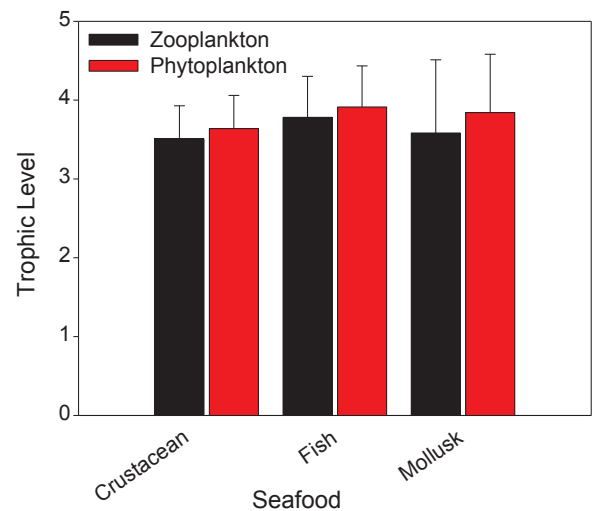 5
4
3
2
1
0
Trophic Level
Zooplankton
Phytoplankton
Crustacean
Fish
Mollusk
Seafood